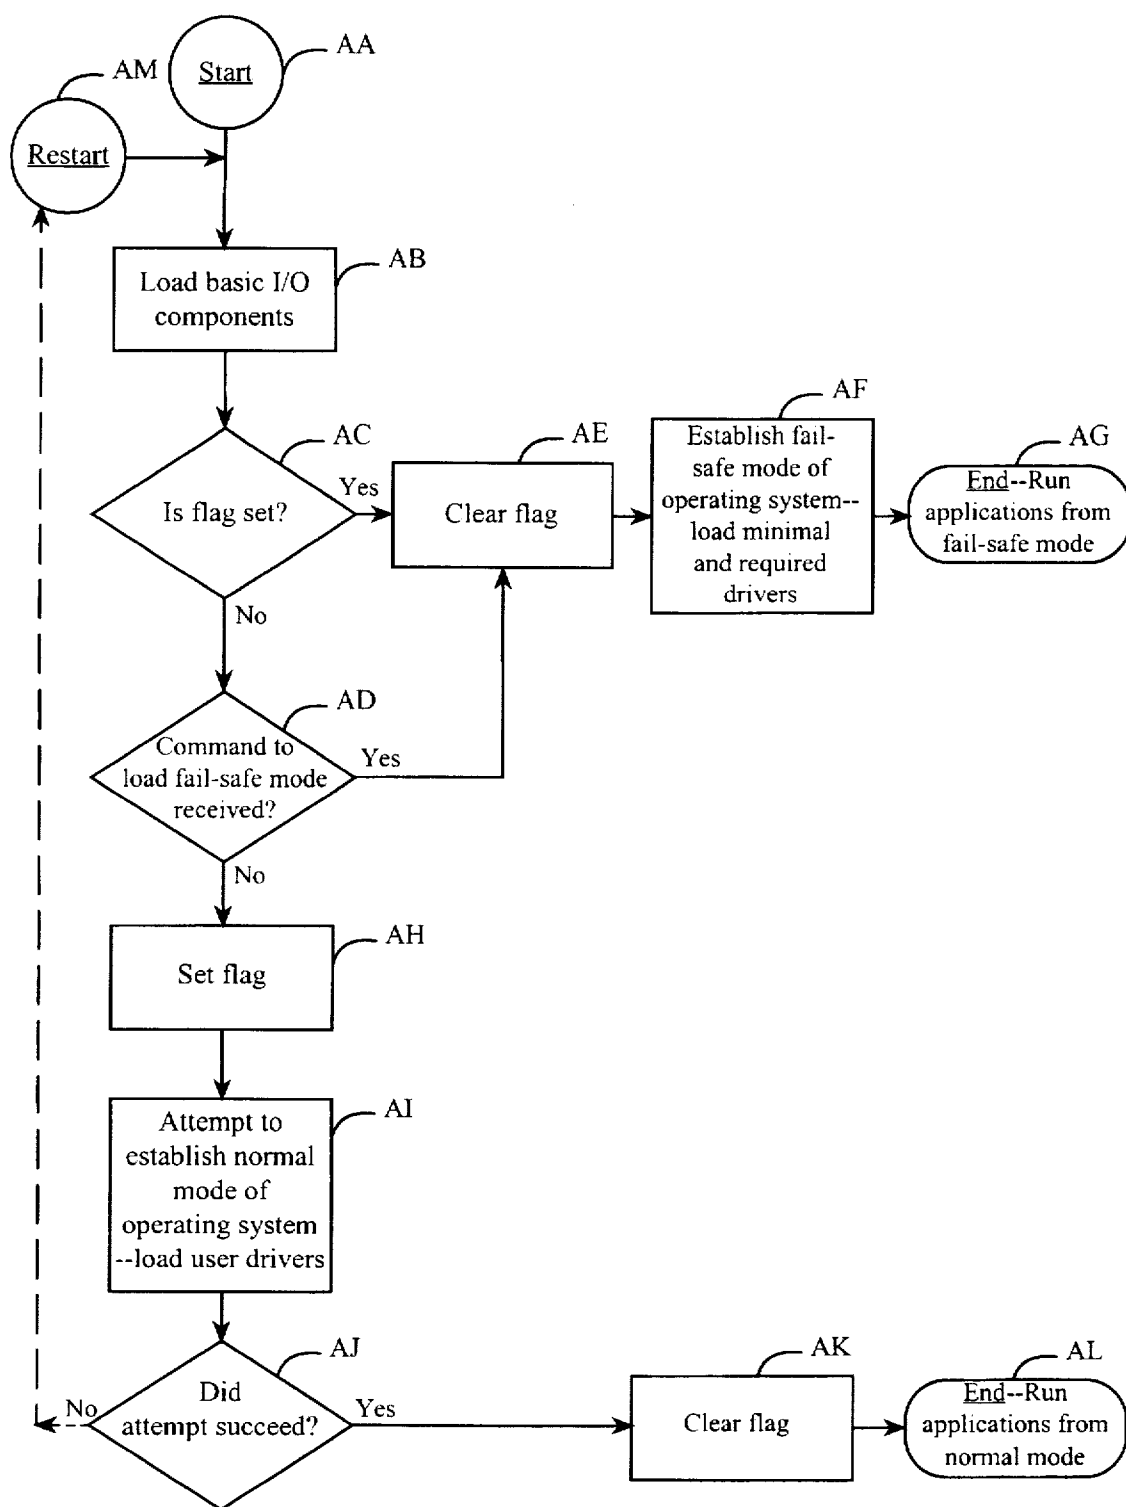 AA
Start
AM
Restart
AB
Load basic I/O
components
AC
Is flag set?
Yes
No
AE
Clear flag
AF
Establish fail-
safe mode of
operating system--
load minimal
and required
drivers
AG
End--Run
applications from
fail-safe mode
AD
Command to
load fail-safe mode
received?
Yes
No
AH
Set flag
AI
Attempt to
establish normal
mode of
operating system
--load user drivers
AJ
Did
attempt succeed?
No
Yes
AK
Clear flag
AL
End--Run
applications from
normal mode